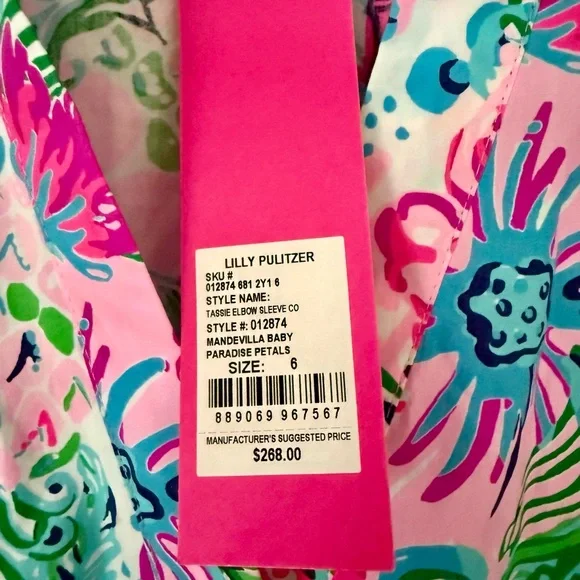 LILLY PULITZER
SKU #
012874 681 2Y1 6
STYLE NAME:
TASSIE ELBOW SLEEVE CO
STYLE #: 012874
MANDEVILLA BABY
PARADISE PETALS
SIZE: 6
889069 967567
MANUFACTURER'S SUGGESTED PRICE
$268.00